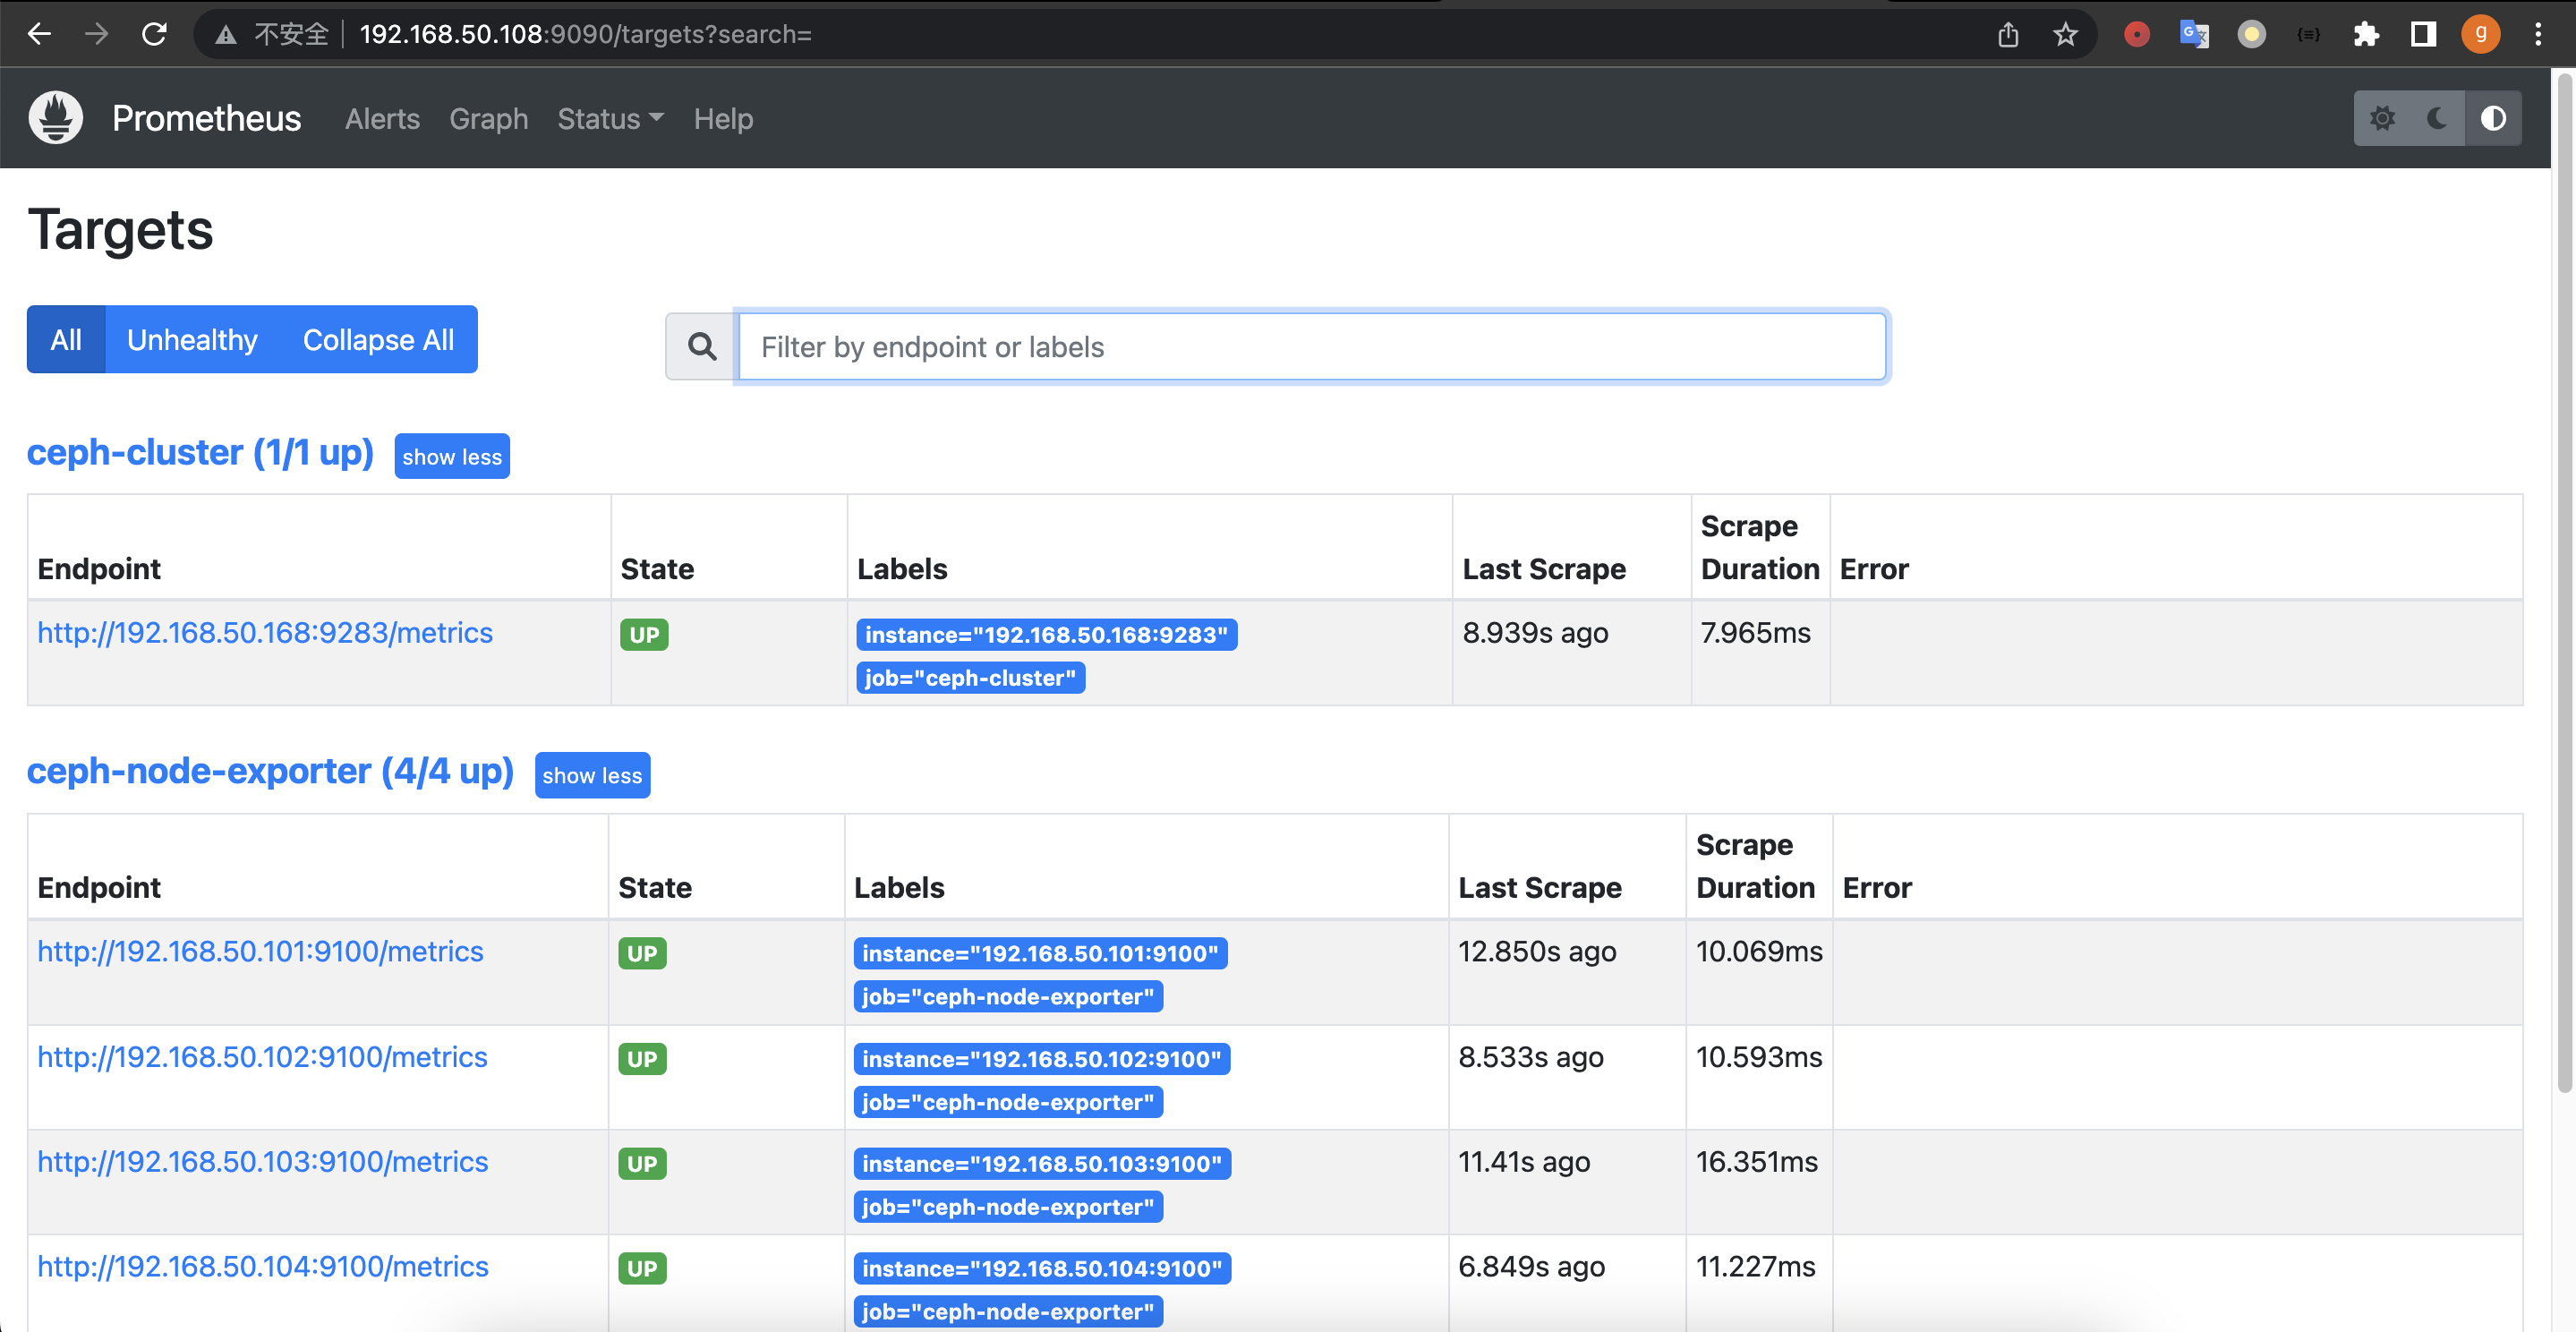 不安全 192.168.50.108:9090/targets?search=
g
Prometheus Alerts Graph Status Help
Targets
All Unhealthy Collapse All
Filter by endpoint or labels
ceph-cluster (1/1 up) show less
Endpoint State Labels Last Scrape Scrape Duration Error
http://192.168.50.168:9283/metrics UP instance="192.168.50.168:9283" 8.939s ago 7.965ms
job="ceph-cluster"
ceph-node-exporter (4/4 up) show less
Endpoint State Labels Last Scrape Scrape Duration Error
http://192.168.50.101:9100/metrics UP instance="192.168.50.101:9100" 12.850s ago 10.069ms
job="ceph-node-exporter"
http://192.168.50.102:9100/metrics UP instance="192.168.50.102:9100" 8.533s ago 10.593ms
job="ceph-node-exporter"
http://192.168.50.103:9100/metrics UP instance="192.168.50.103:9100" 11.41s ago 16.351ms
job="ceph-node-exporter"
http://192.168.50.104:9100/metrics UP instance="192.168.50.104:9100" 6.849s ago 11.227ms
job="ceph-node-exporter"